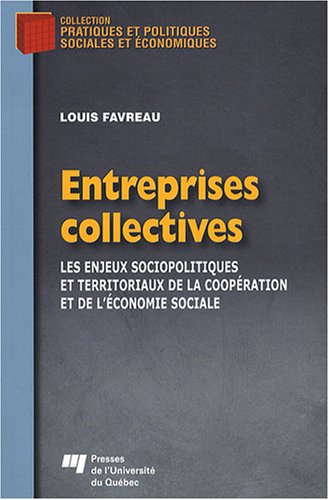 COLLECTION
PRATIQUES ET POLITIQUES
SOCIALES ET ÉCONOMIQUES
LOUIS FAVREAU
Entreprises
collectives
LES ENJEUX SOCIOPOLITIQUES
ET TERRITORIAUX DE LA COOPÉRATION
ET DE L'ÉCONOMIE SOCIALE
Presses
de l'Université
du Québec